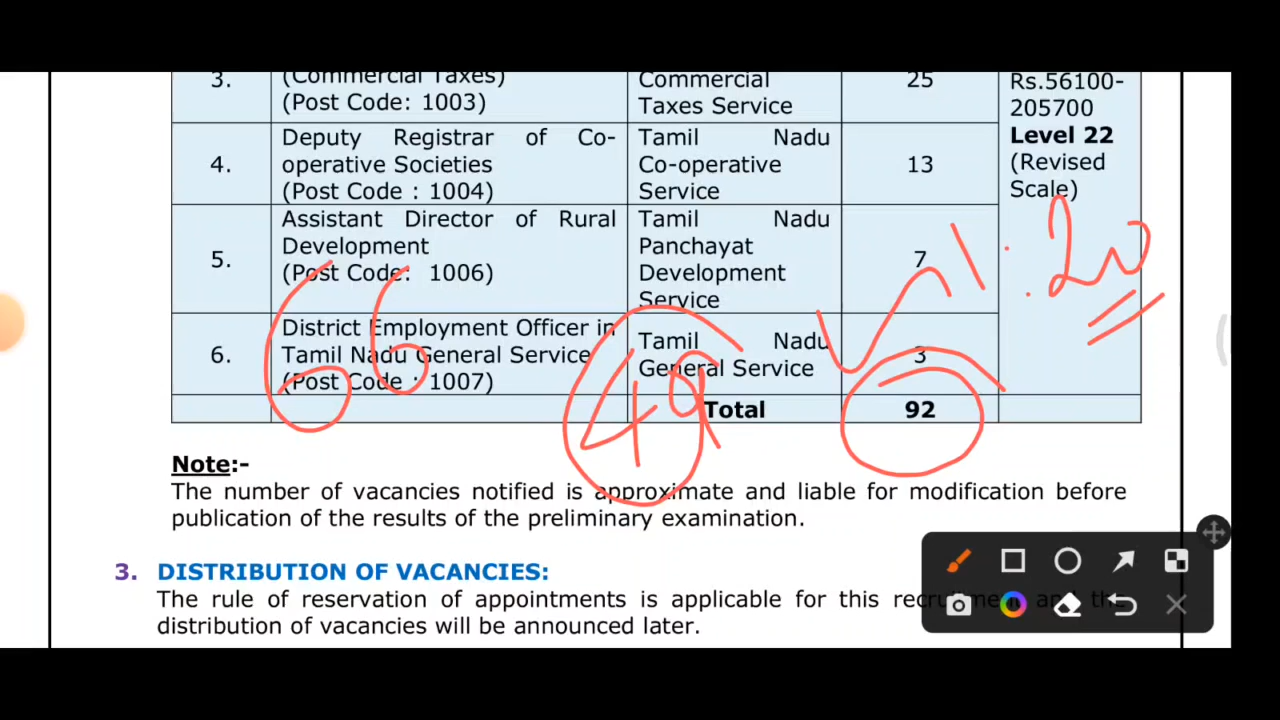 3. (Commercial Taxes) Commercial 25 Rs.56100-
(Post Code: 1003) Taxes Service 205700
Level 22
(Revised
Scale)
4. Deputy Registrar of Co-
operative Societies
(Post Code : 1004)
Tamil Nadu
Co-operative
Service
13
5. Assistant Director of Rural
Development
(Post Code: 1006)
Tamil Nadu
Panchayat
Development
Service
7
6. District Employment Officer in
Tamil Nadu General Service
(Post Code : 1007)
Tamil Nadu
General Service
3
Total 92
66
49
1:20
Note:-
The number of vacancies notified is approximate and liable for modification before
publication of the results of the preliminary examination.
3. DISTRIBUTION OF VACANCIES:
The rule of reservation of appointments is applicable for this recruitment and the
distribution of vacancies will be announced later.